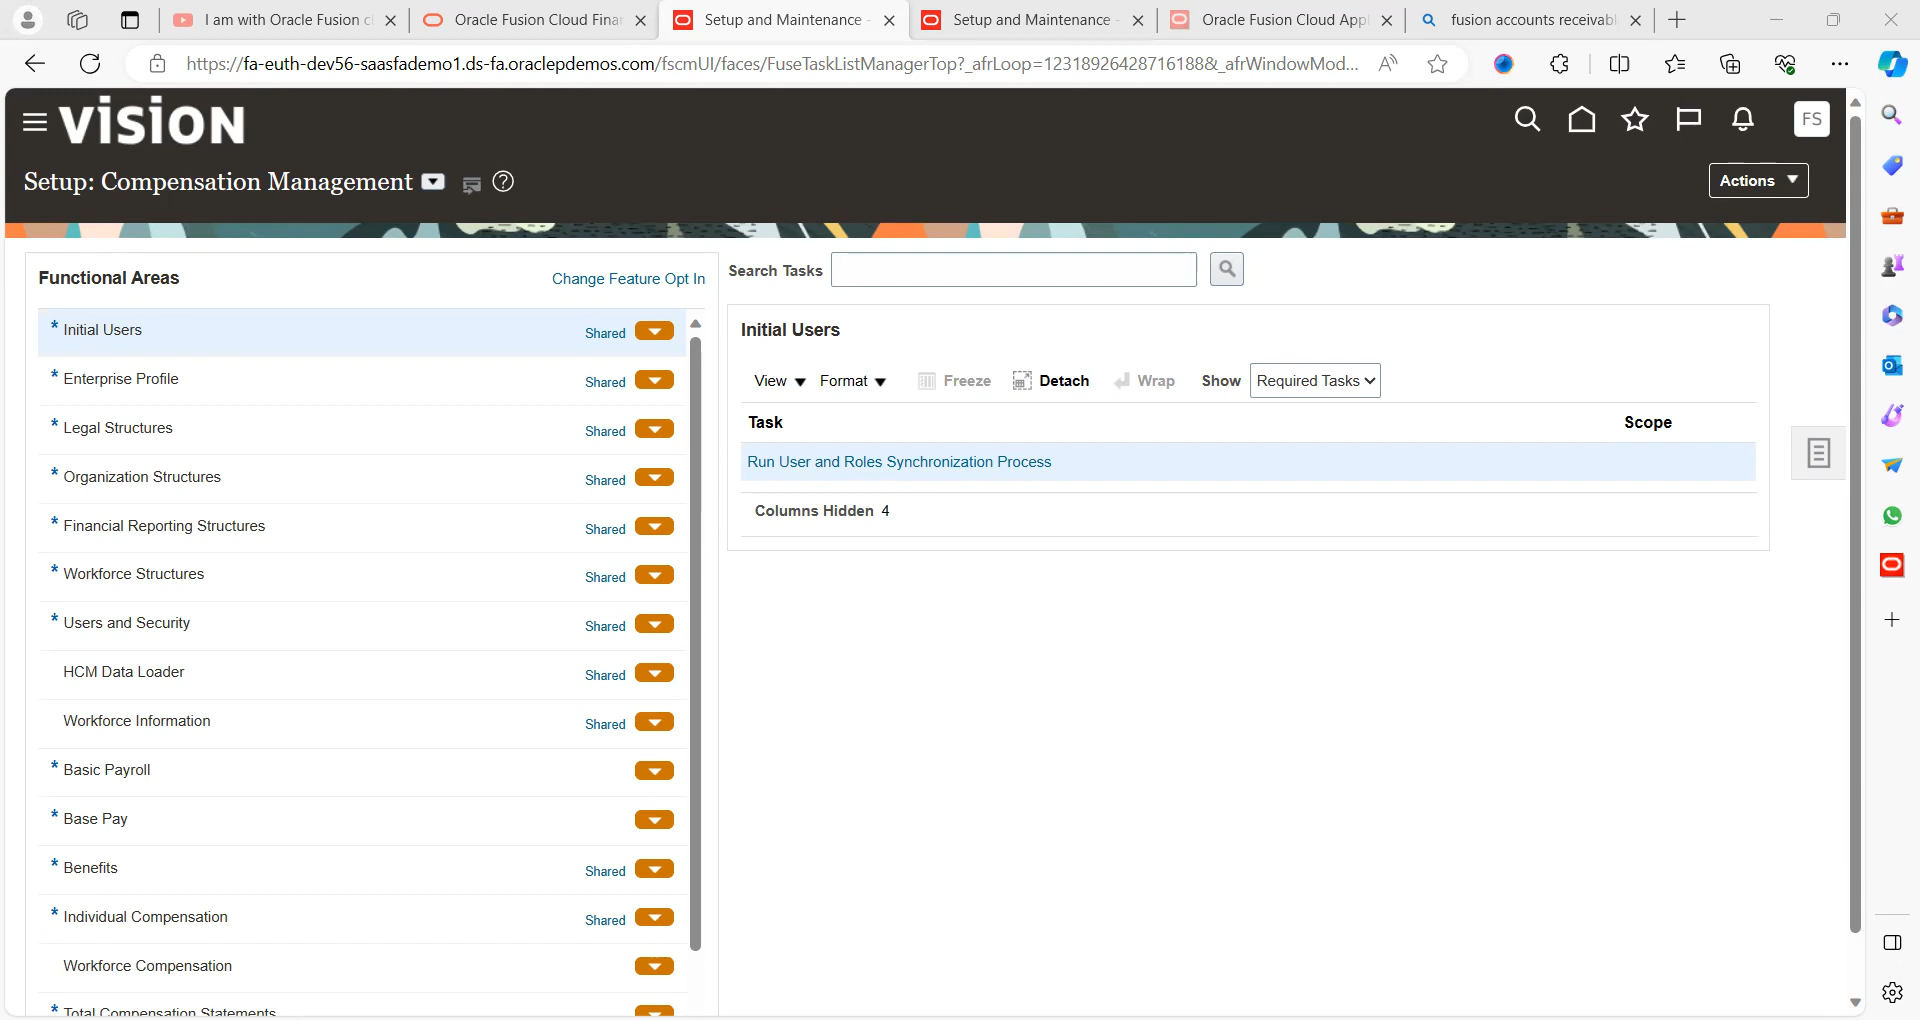 I am with Oracle Fusion c
Oracle Fusion Cloud Fina
Setup and Maintenance -
Setup and Maintenance -
Oracle Fusion Cloud Appl
fusion accounts receivabl
https://fa-euth-dev56-saasfademo1.ds-fa.oraclepdemos.com/fscmUI/faces/FuseTaskListManagerTop?_afrLoop=12318926428716188&_afrWindowMod...
VISION
FS
Setup: Compensation Management
Actions
Functional Areas
Change Feature Opt In
* Initial Users Shared
* Enterprise Profile Shared
* Legal Structures Shared
* Organization Structures Shared
* Financial Reporting Structures Shared
* Workforce Structures Shared
* Users and Security Shared
HCM Data Loader Shared
Workforce Information Shared
* Basic Payroll
* Base Pay
* Benefits Shared
* Individual Compensation Shared
Workforce Compensation
* Total Compensation Statements
Search Tasks
Initial Users
View Format Freeze Detach Wrap Show Required Tasks
Task Scope
Run User and Roles Synchronization Process
Columns Hidden 4